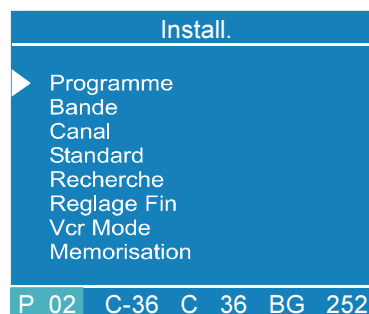 Install.
Programme
Bande
Canal
Standard
Recherche
Reglage Fin
Vcr Mode
Memorisation
P 02 C-36 C 36 BG 252